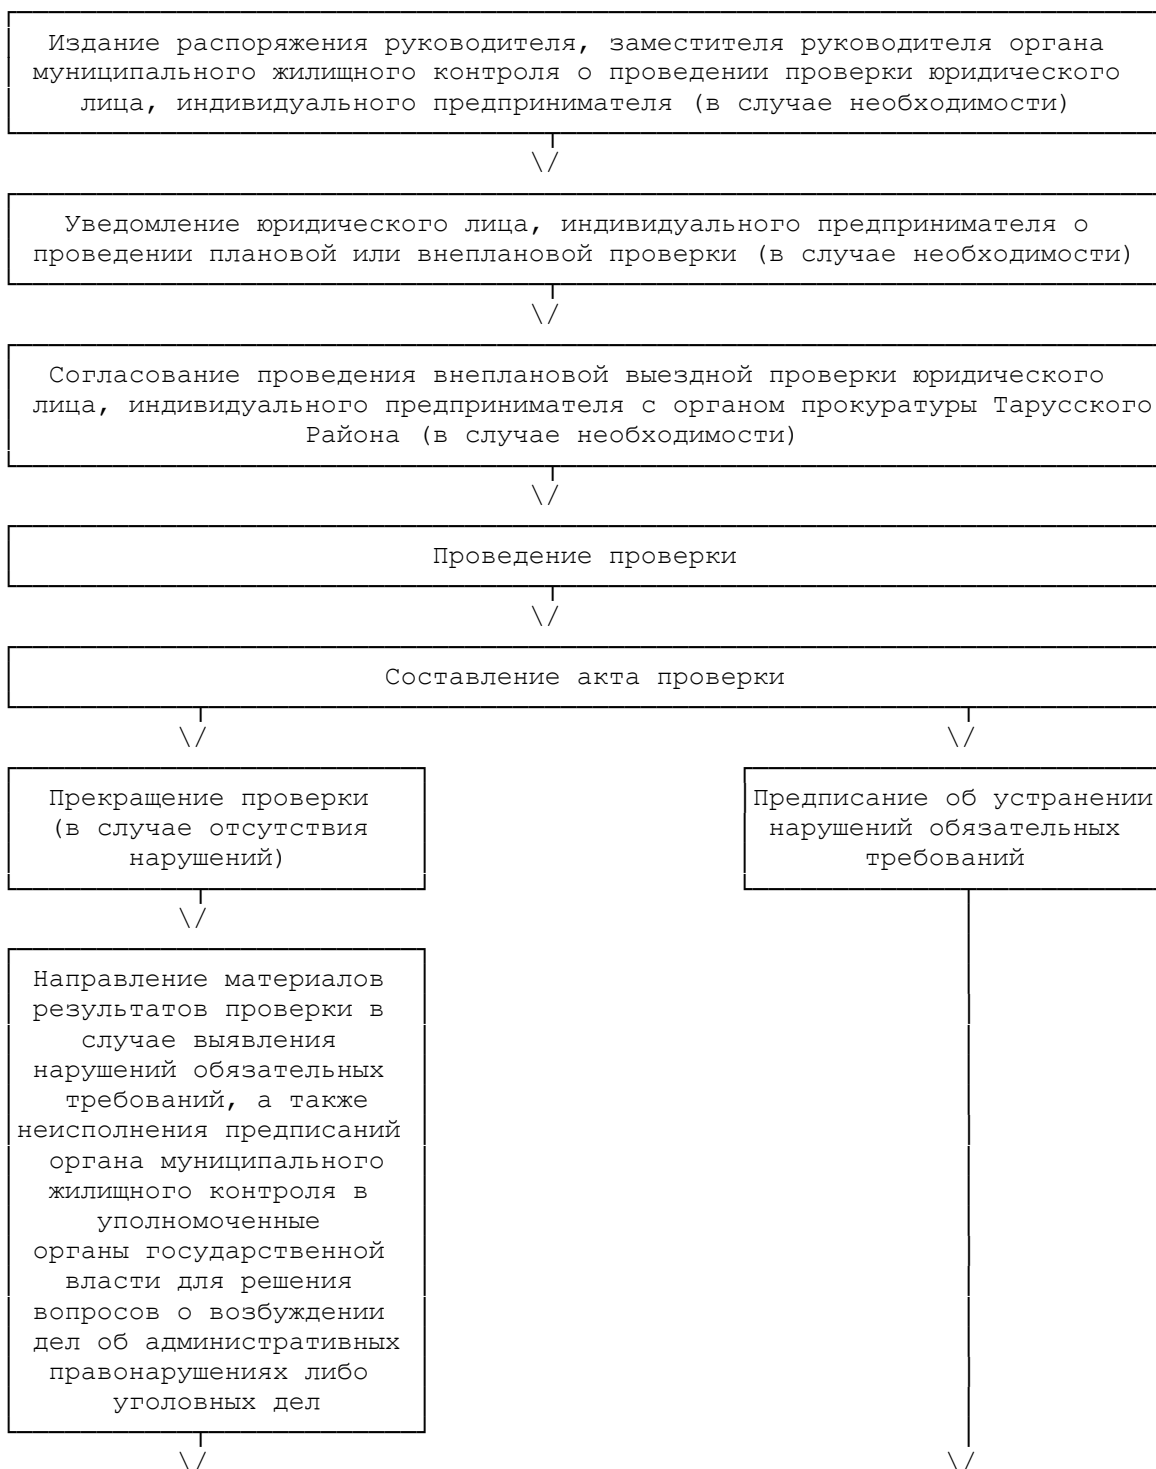 Издание распоряжения руководителя, заместителя руководителя органа
муниципального жилищного контроля о проведении проверки юридического
лица, индивидуального предпринимателя (в случае необходимости)
Уведомление юридического лица, индивидуального предпринимателя о
проведении плановой или внеплановой проверки (в случае необходимости)
Согласование проведения внеплановой выездной проверки юридического
лица, индивидуального предпринимателя с органом прокуратуры Тарусского
Района (в случае необходимости)
Проведение проверки
Составление акта проверки
Прекращение проверки
(в случае отсутствия
нарушений)
Предписание об устранении
нарушений обязательных
требований
Направление материалов
результатов проверки в
случае выявления
нарушений обязательных
требований, а также
неисполнения предписаний
органа муниципального
жилищного контроля в
уполномоченные
органы государственной
власти для решения
вопросов о возбуждении
дел об административных
правонарушениях либо
уголовных дел